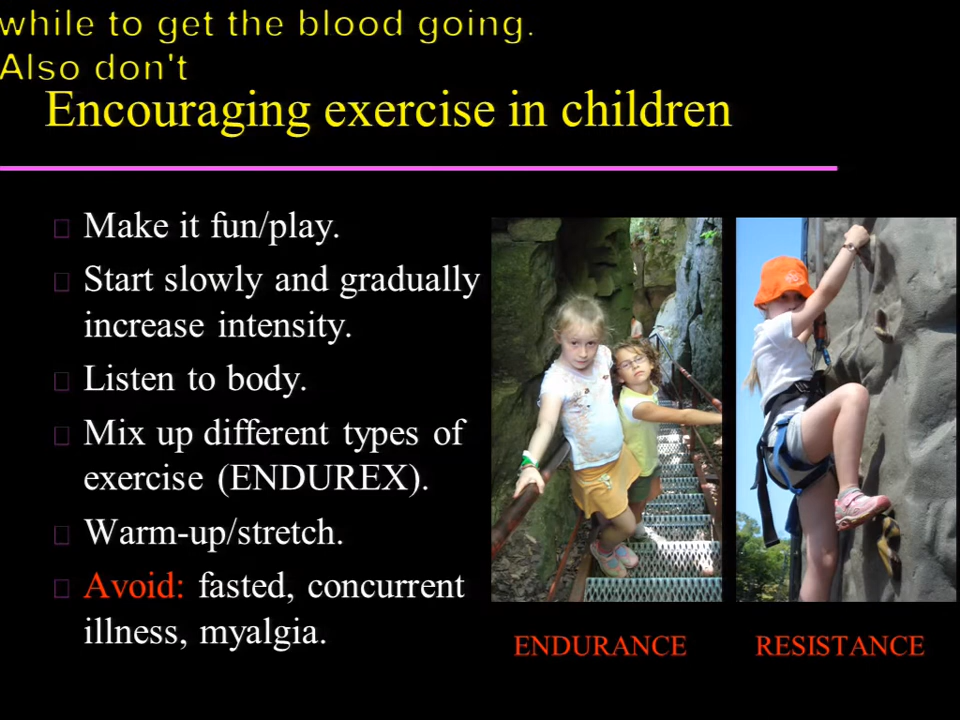 while to get the blood going.
Also don't
Encouraging exercise in children
Make it fun/play.
Start slowly and gradually
increase intensity.
Listen to body.
Mix up different types of
exercise (ENDUREX).
Warm-up/stretch.
Avoid: fasted, concurrent
illness, myalgia.
ENDURANCE
RESISTANCE